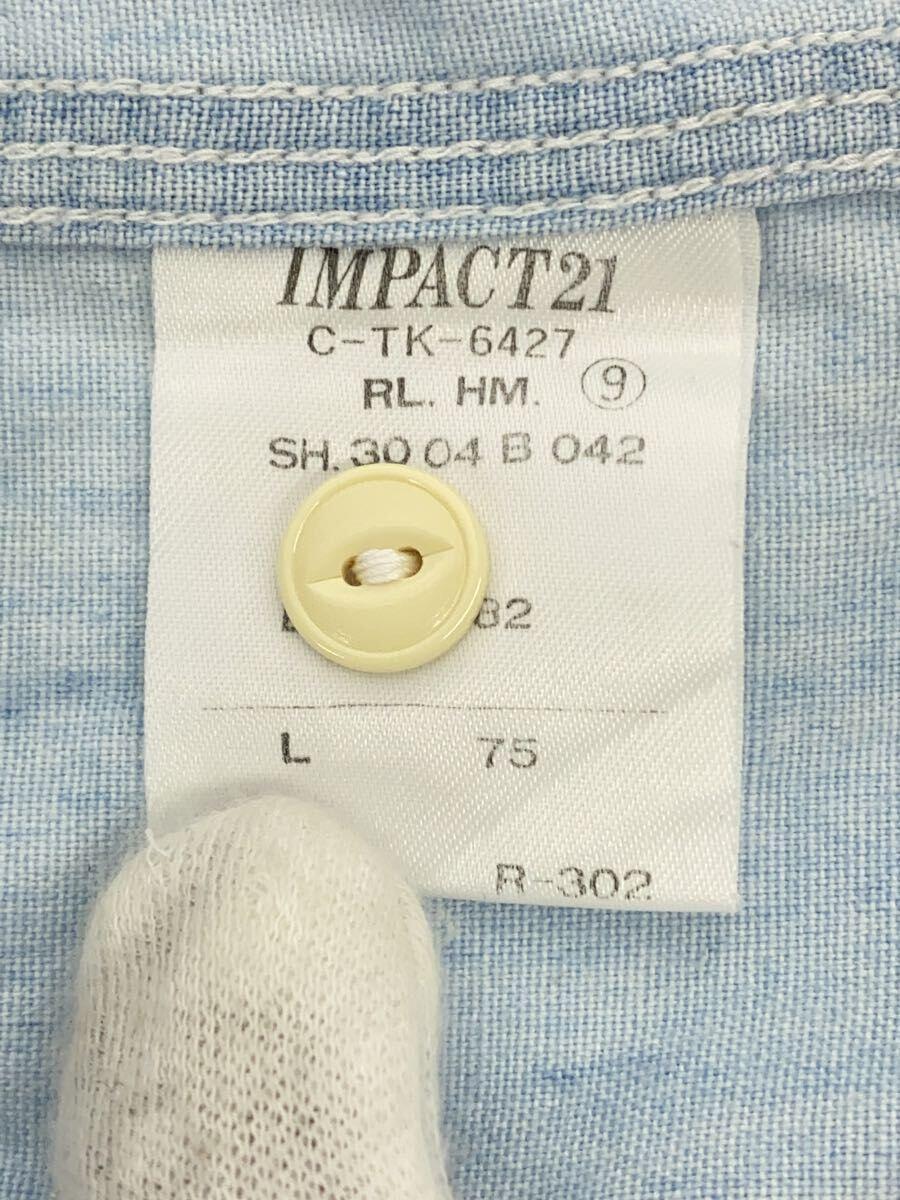 IMPACT21
C-TK-6427
RL. HM. ⑨
SH. 30 04 B 042
82
L 75
R-302